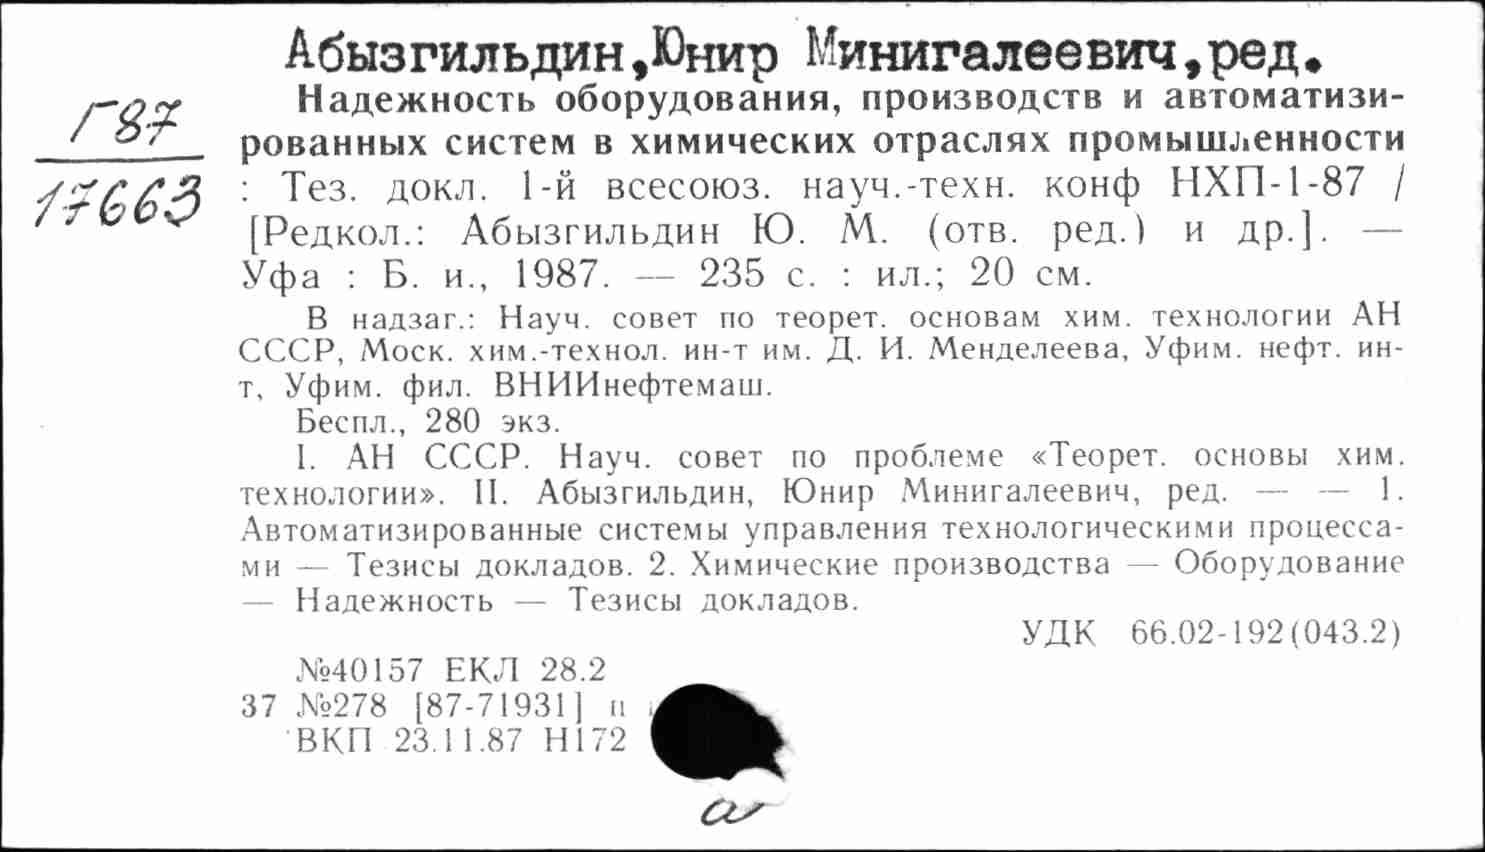 Абызгильдин, Юнир Минигалеевич, ред.
Г87
17663
Надежность оборудования, производств и автоматизи-
рованных систем в химических отраслях промышленности
: Тез. докл. 1-й всесоюз. науч.-техн. конф НХП-1-87 /
[Редкол.: Абызгильдин Ю. М. (отв. ред.) и др.]. —
Уфа : Б. и., 1987. — 235 с. : ил.; 20 см.
В надзаг.: Науч. совет по теорет. основам хим. технологии АН
СССР, Моск. хим.-технол. ин-т им. Д. И. Менделеева, Уфим. нефт. ин-
т, Уфим. фил. ВНИИнефтемаш.
Беспл., 280 экз.
I. АН СССР. Науч. совет по проблеме «Теорет. основы хим.
технологии». II. Абызгильдин, Юнир Минигалеевич, ред. — — 1.
Автоматизированные системы управления технологическими процесса-
ми — Тезисы докладов. 2. Химические производства — Оборудование
— Надежность — Тезисы докладов.
УДК 66.02-192(043.2)
№40157 ЕКЛ 28.2
37 №278 [87-71931] п
ВКП 23.11.87 Н172
а